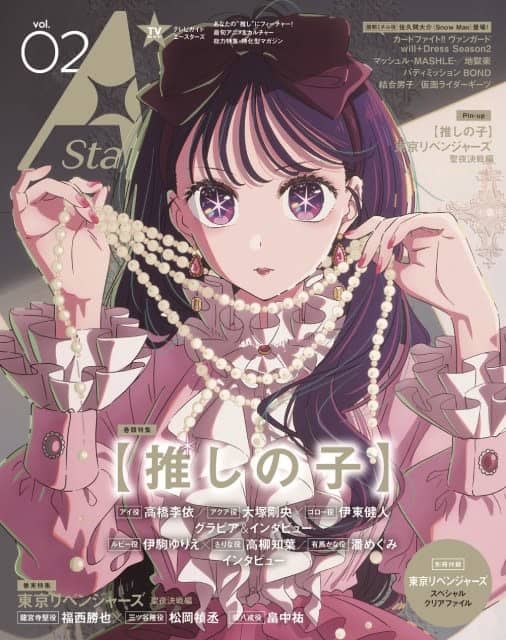 vol.
02
A
Star
TVガイド
テレビガイド
エースターズ
あなたの"推し"にフィーチャー!
最旬アニメ&カルチャー
総力特集・特化型マガジン
佐久間大介(Snow Man)登場!
カードファイト!! ヴァンガード
will+Dress Season2
マッシュル-MASHLE-/地獄楽
バディミッション BOND
結合男子/仮面ライダーギーツ
Pin-up
【推しの子】
東京リベンジャーズ
聖夜決戦編
巻頭特集
【推しの子】
アイ役 高橋李依/アクア役 大塚剛央×ゴロー役 伊東健人
グラビア&インタビュー
ルビー役 伊駒ゆりえ×さりな役 高柳知葉/有馬かな役 潘めぐみ
インタビュー
巻末特集
東京リベンジャーズ 聖夜決戦編
龍宮寺堅役 福西勝也×三ツ谷隆役 松岡禎丞 柴八戒役 畠中祐
別冊付録
東京リベンジャーズ
スペシャル
クリアファイル